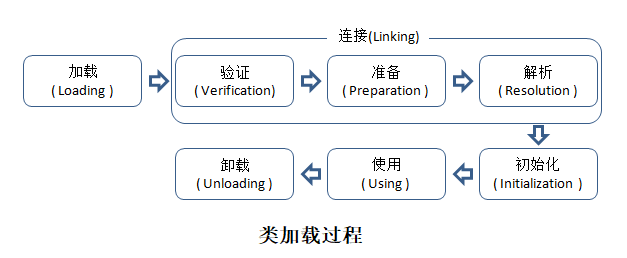 连接(Linking)
加载
( Loading )
验证
( Verification)
准备
( Preparation )
解析
( Resolution )
卸载
( Unloading )
使用
( Using )
初始化
( Initialization )
类加载过程